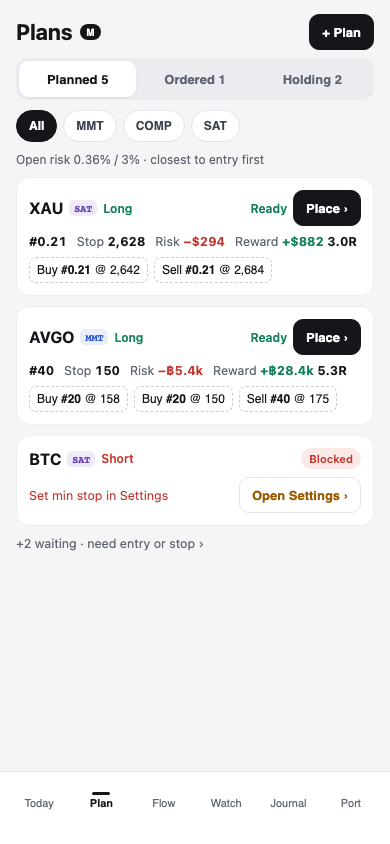 Plans M + Plan
Planned 5 Ordered 1 Holding 2
All MMT COMP SAT
Open risk 0.36% / 3% · closest to entry first
XAU SAT Long Ready Place ›
#0.21 Stop 2,628 Risk −$294 Reward +$882 3.0R
Buy #0.21 @ 2,642 Sell #0.21 @ 2,684
AVGO MMT Long Ready Place ›
#40 Stop 150 Risk −฿5.4k Reward +฿28.4k 5.3R
Buy #20 @ 158 Buy #20 @ 150 Sell #40 @ 175
BTC SAT Short Blocked
Set min stop in Settings Open Settings ›
+2 waiting · need entry or stop ›
Today Plan Flow Watch Journal Port